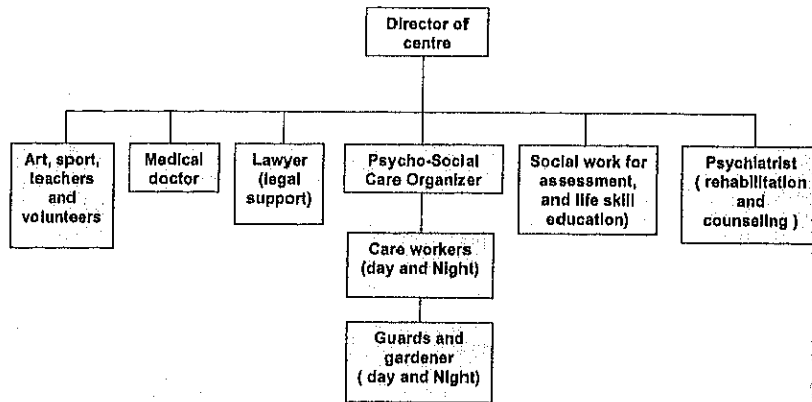 Director of
centre
Art, sport,
teachers
and
volunteers
Medical
doctor
Lawyer
(legal
support)
Psycho-Social
Care Organizer
Social work for
assessment,
and life skill
education)
Psychiatrist
( rehabilitation
and
counseling )
Care workers
(day and Night)
Guards and
gardener
( day and Night)